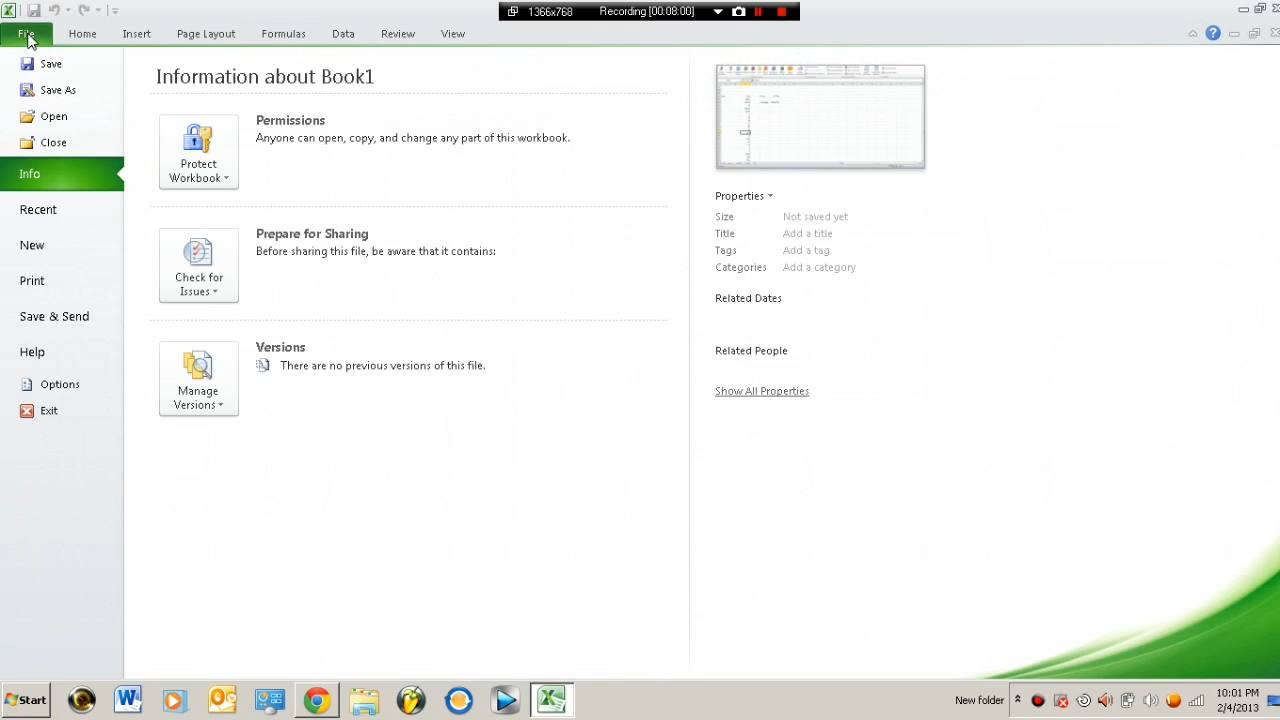 1366x768 Recording [00:08:00]
File Home Insert Page Layout Formulas Data Review View
Save
Save
Close
Info
Recent
New
Print
Save & Send
Help
Options
Exit
Information about Book1
Protect
Workbook
Permissions
Anyone can open, copy, and change any part of this workbook.
Check for
Issues
Prepare for Sharing
Before sharing this file, be aware that it contains:
Manage
Versions
Versions
There are no previous versions of this file.
Properties
Size Not saved yet
Title Add a title
Tags Add a tag
Categories Add a category
Related Dates
Related People
Show All Properties
Start
New folder
10:01 PM
2/4/2013